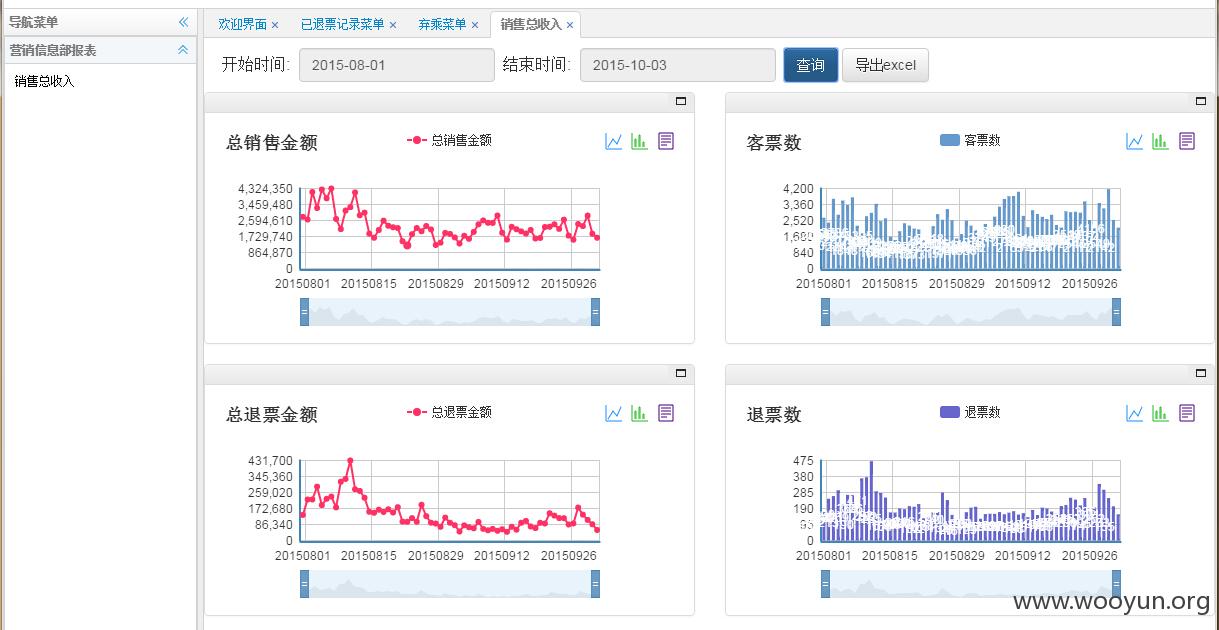 导航菜单
营销信息部报表
销售总收入
欢迎界面 × 已退票记录菜单 × 弃乘菜单 × 销售总收入 ×
开始时间: 2015-08-01 结束时间: 2015-10-03 查询 导出excel
总销售金额
总销售金额
4,324,350
3,459,480
2,594,610
1,729,740
864,870
0
20150801 20150815 20150829 20150912 20150926
客票数
客票数
4,200
3,360
2,520
1,680
840
0
20150801 20150815 20150829 20150912 20150926
总退票金额
总退票金额
431,700
345,360
259,020
172,680
86,340
0
20150801 20150815 20150829 20150912 20150926
退票数
退票数
475
380
285
190
95
0
20150801 20150815 20150829 20150912 20150926
www.wooyun.org